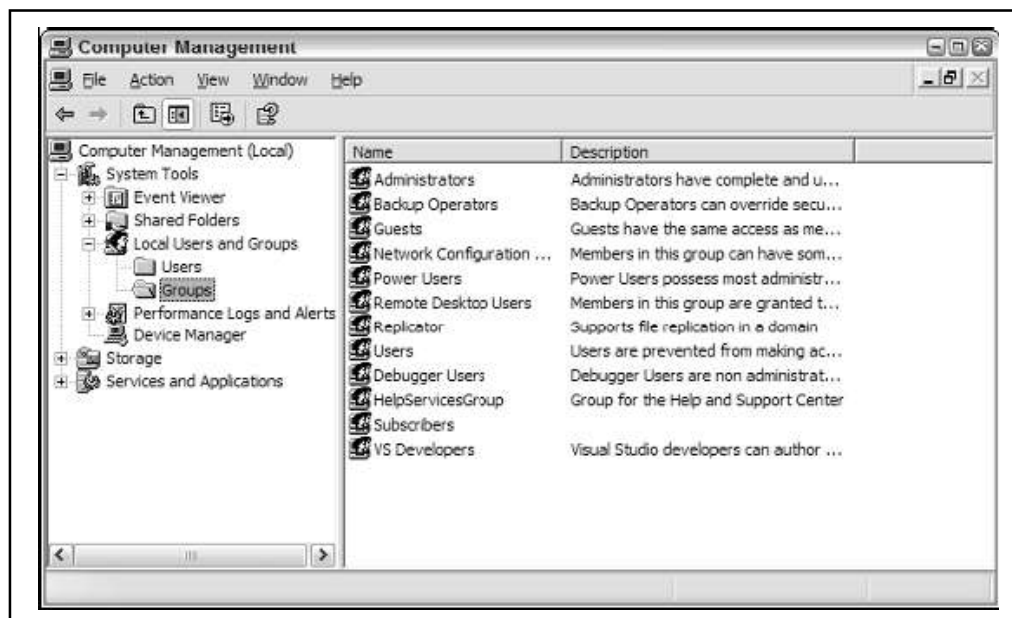 Computer Management
File Action View Window Help
Computer Management (Local)
System Tools
Event Viewer
Shared Folders
Local Users and Groups
Users
Groups
Performance Logs and Alerts
Device Manager
Storage
Services and Applications
Name Description
Administrators Administrators have complete and u...
Backup Operators Backup Operators can override secu...
Guests Guests have the same access as me...
Network Configuration ... Members in this group can have som...
Power Users Power Users possess most administr...
Remote Desktop Users Members in this group are granted t...
Replicator Supports file replication in a domain
Users Users are prevented from making ac...
Debugger Users Debugger Users are non administrat...
HelpServicesGroup Group for the Help and Support Center
Subscribers
VS Developers Visual Studio developers can author ...